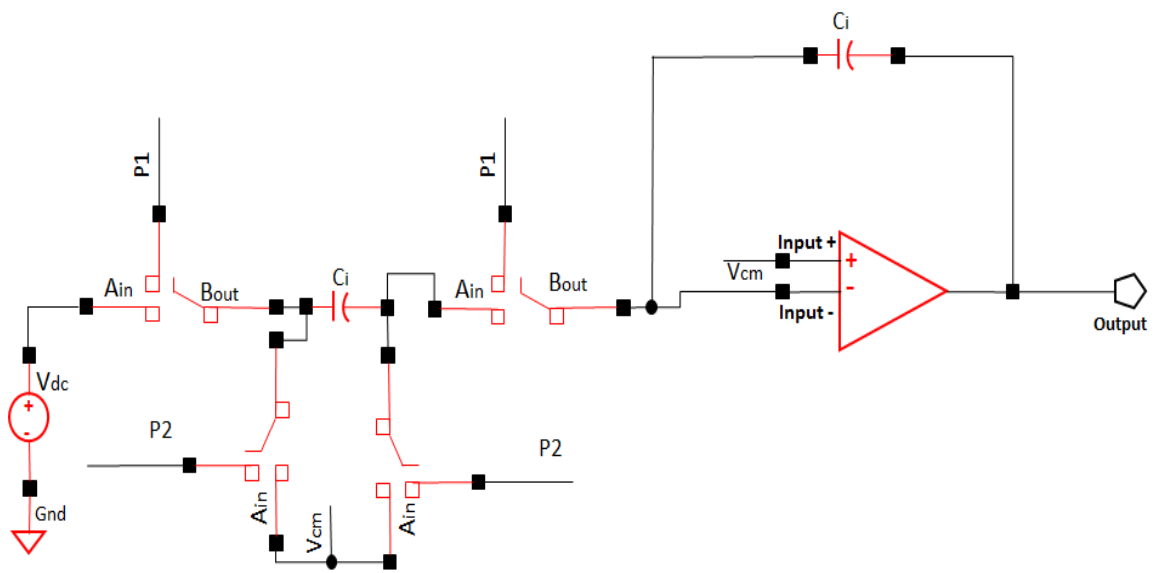 Ci
P1
P1
Ain
Bout
Ci
Ain
Bout
Input +
Vcm
+
-
Input -
Output
Vdc
+
-
P2
P2
Gnd
Ain
Vcm
Ain